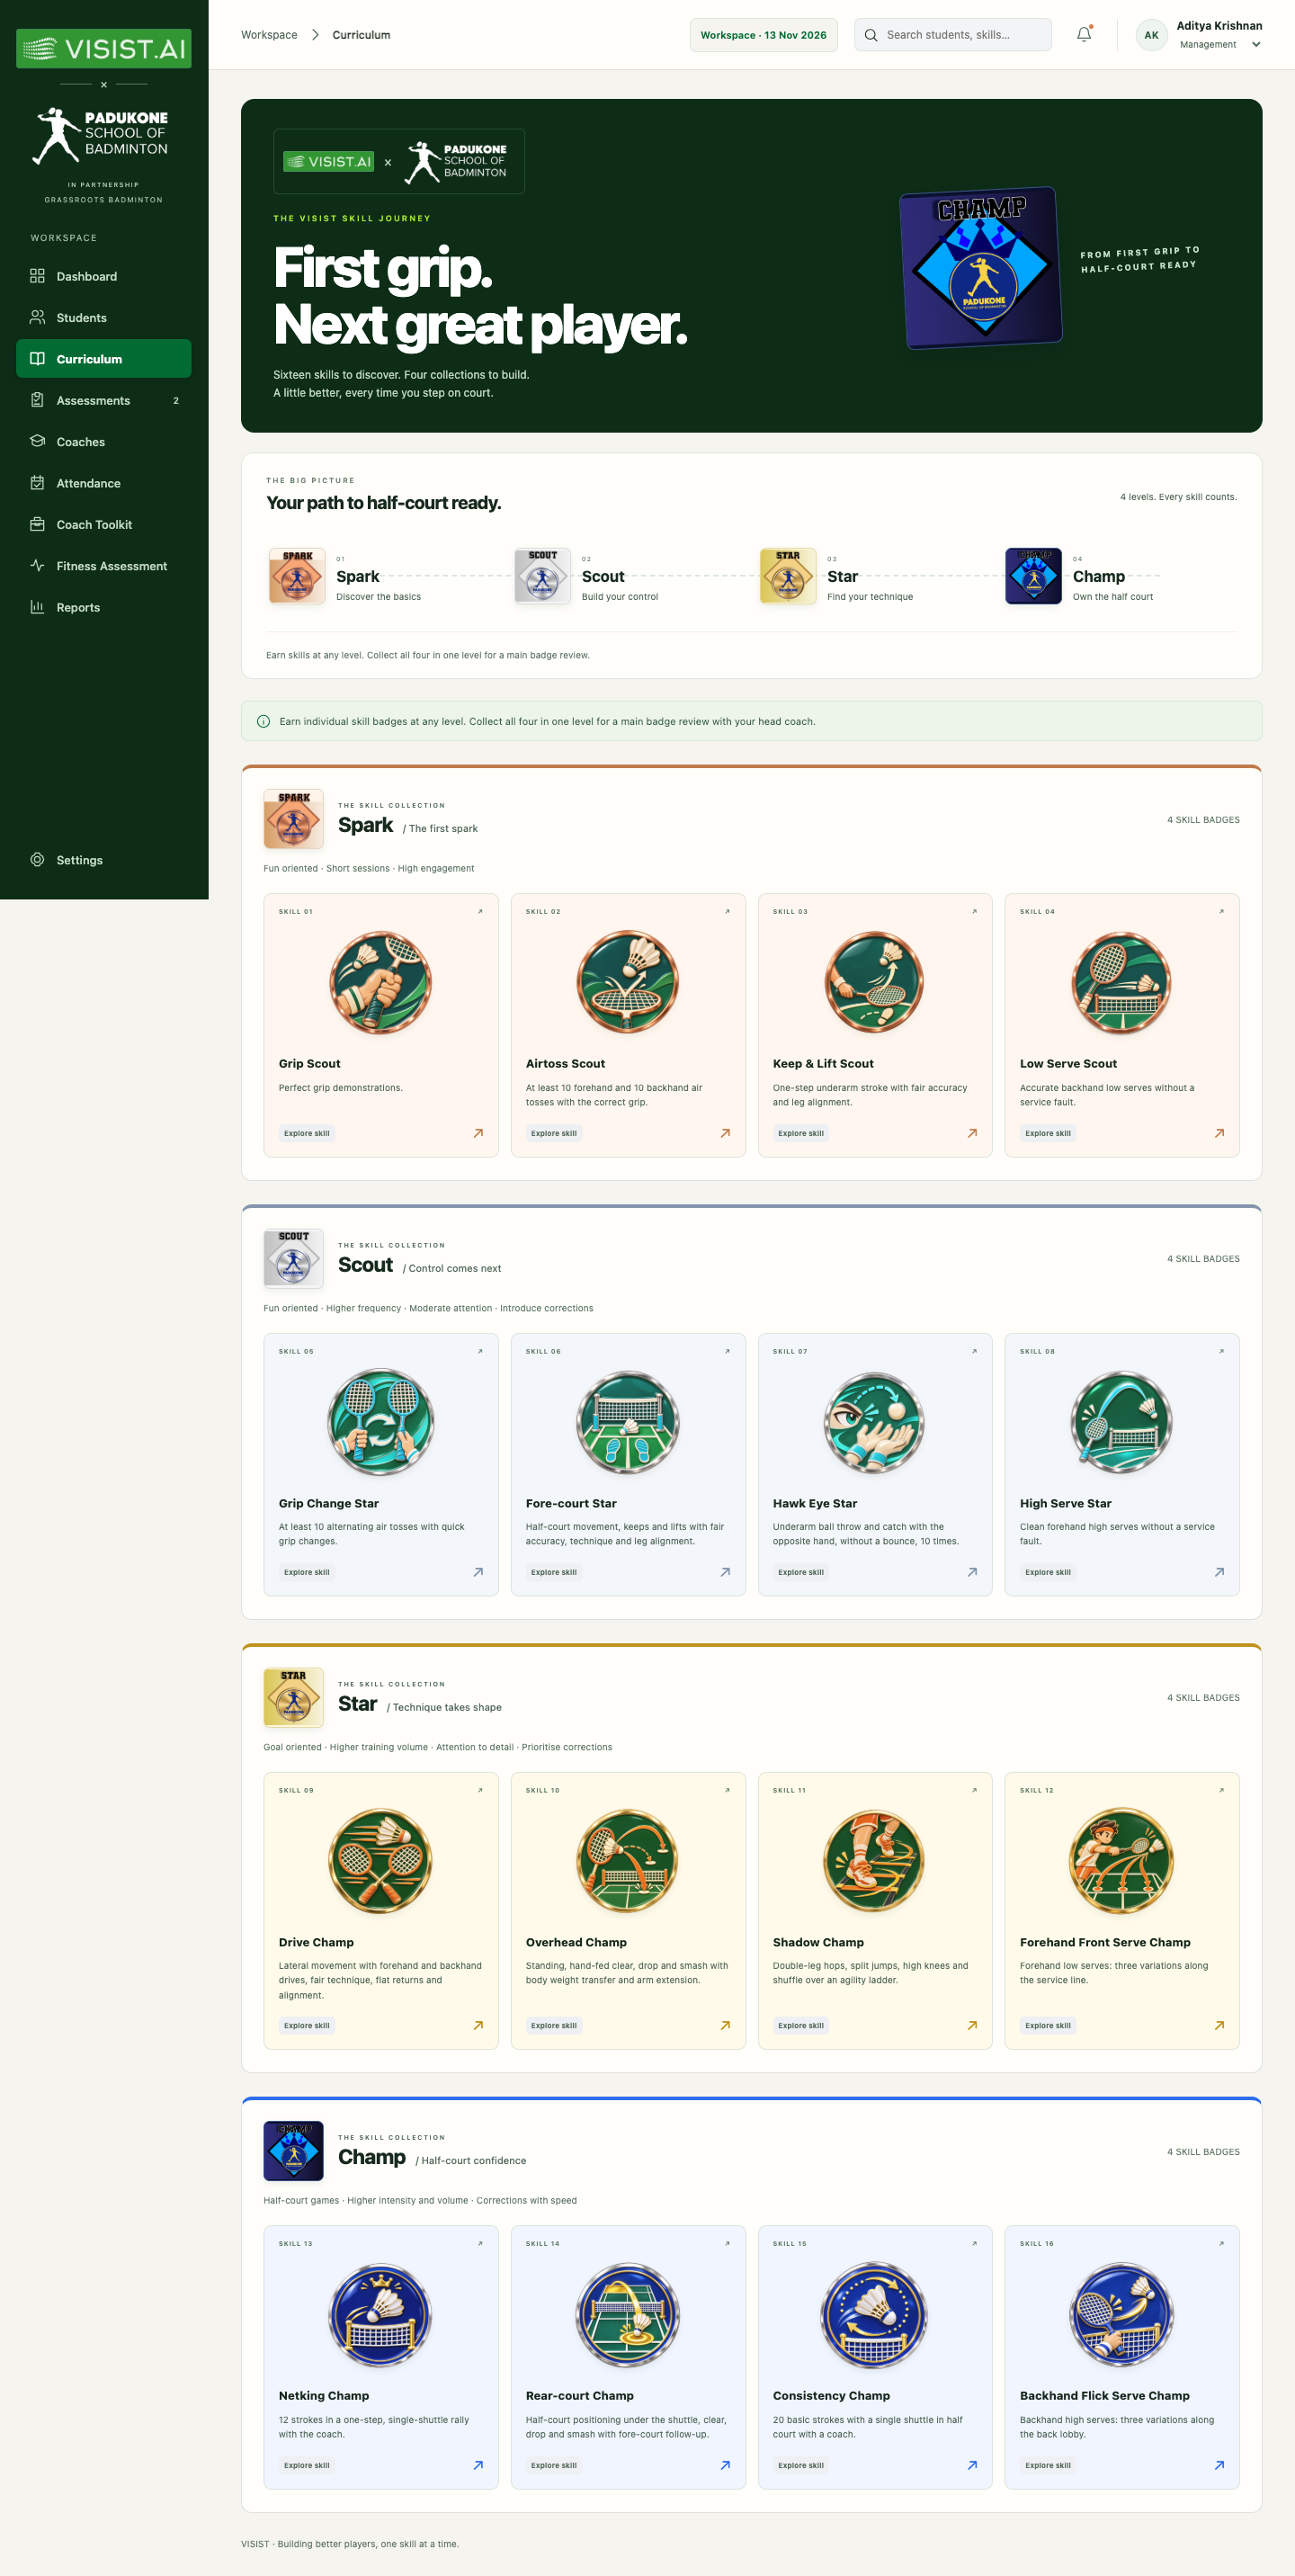 VISIST.AI
×
PADUKONE
SCHOOL OF
BADMINTON
IN PARTNERSHIP
GRASSROOTS BADMINTON
WORKSPACE
Dashboard
Students
Curriculum
Assessments 2
Coaches
Attendance
Coach Toolkit
Fitness Assessment
Reports
Settings
Workspace > Curriculum
Workspace · 13 Nov 2026
Search students, skills...
AK
Aditya Krishnan
Management
VISIST.AI × PADUKONE
SCHOOL OF
BADMINTON
THE VISIST SKILL JOURNEY
First grip.
Next great player.
Sixteen skills to discover. Four collections to build.
A little better, every time you step on court.
CHAMP
PADUKONE
SCHOOL OF BADMINTON
FROM FIRST GRIP TO
HALF-COURT READY
THE BIG PICTURE
Your path to half-court ready.
4 levels. Every skill counts.
SPARK
PADUKONE
01
Spark
Discover the basics
SCOUT
PADUKONE
02
Scout
Build your control
STAR
PADUKONE
03
Star
Find your technique
CHAMP
PADUKONE
04
Champ
Own the half court
Earn skills at any level. Collect all four in one level for a main badge review.
Earn individual skill badges at any level. Collect all four in one level for a main badge review with your head coach.
SPARK
PADUKONE
THE SKILL COLLECTION
Spark / The first spark
4 SKILL BADGES
Fun oriented · Short sessions · High engagement
SKILL 01
Grip Scout
Perfect grip demonstrations.
Explore skill
SKILL 02
Airtoss Scout
At least 10 forehand and 10 backhand air
tosses with the correct grip.
Explore skill
SKILL 03
Keep & Lift Scout
One-step underarm stroke with fair accuracy
and leg alignment.
Explore skill
SKILL 04
Low Serve Scout
Accurate backhand low serves without a
service fault.
Explore skill
SCOUT
PADUKONE
THE SKILL COLLECTION
Scout / Control comes next
4 SKILL BADGES
Fun oriented · Higher frequency · Moderate attention · Introduce corrections
SKILL 05
Grip Change Star
At least 10 alternating air tosses with quick
grip changes.
Explore skill
SKILL 06
Fore-court Star
Half-court movement, keeps and lifts with fair
accuracy, technique and leg alignment.
Explore skill
SKILL 07
Hawk Eye Star
Underarm ball throw and catch with the
opposite hand, without a bounce, 10 times.
Explore skill
SKILL 08
High Serve Star
Clean forehand high serves without a service
fault.
Explore skill
STAR
PADUKONE
THE SKILL COLLECTION
Star / Technique takes shape
4 SKILL BADGES
Goal oriented · Higher training volume · Attention to detail · Prioritise corrections
SKILL 09
Drive Champ
Lateral movement with forehand and backhand
drives, fair technique, flat returns and
alignment.
Explore skill
SKILL 10
Overhead Champ
Standing, hand-fed clear, drop and smash with
body weight transfer and arm extension.
Explore skill
SKILL 11
Shadow Champ
Double-leg hops, split jumps, high knees and
shuffle over an agility ladder.
Explore skill
SKILL 12
Forehand Front Serve Champ
Forehand low serves: three variations along
the service line.
Explore skill
CHAMP
PADUKONE
THE SKILL COLLECTION
Champ / Half-court confidence
4 SKILL BADGES
Half-court games · Higher intensity and volume · Corrections with speed
SKILL 13
Netking Champ
12 strokes in a one-step, single-shuttle rally
with the coach.
Explore skill
SKILL 14
Rear-court Champ
Half-court positioning under the shuttle, clear,
drop and smash with fore-court follow-up.
Explore skill
SKILL 15
Consistency Champ
20 basic strokes with a single shuttle in half
court with a coach.
Explore skill
SKILL 16
Backhand Flick Serve Champ
Backhand high serves: three variations along
the back lobby.
Explore skill
VISIST · Building better players, one skill at a time.